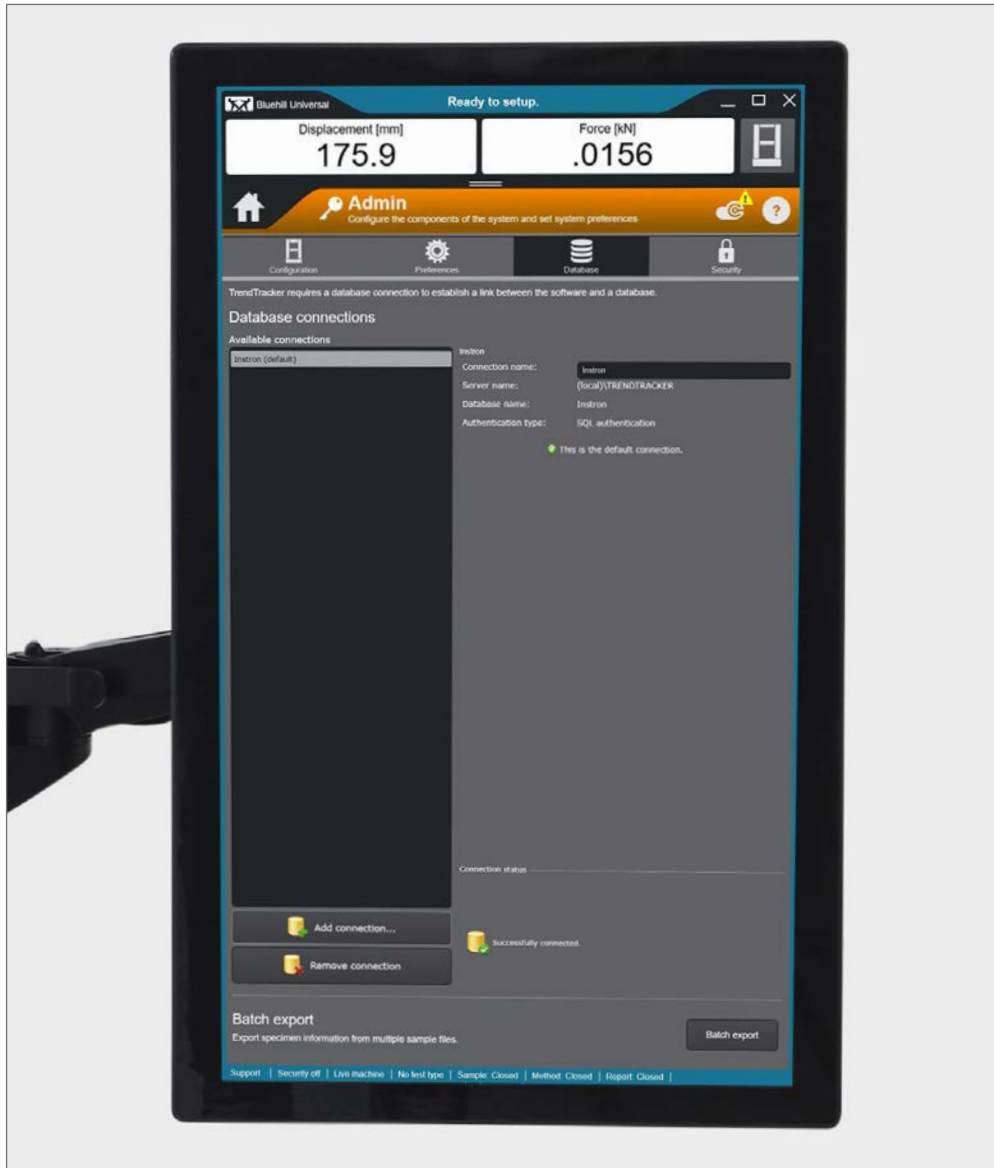 Bluehill Universal
Ready to setup.
Displacement [mm]
175.9
Force [kN]
.0156
Admin
Configure the components of the system and set system preferences
?
Configuration
Preferences
Database
Security
TrendTracker requires a database connection to establish a link between the software and a database.
Database connections
Available connections
Instron (default)
Instron
Connection name:
Instron
Server name:
(local)\TRENDTRACKER
Database name:
Instron
Authentication type:
SQL authentication
This is the default connection.
Connection status
Successfully connected.
Add connection...
Remove connection
Batch export
Export specimen information from multiple sample files.
Batch export
Support | Security off | Live machine | No test type | Sample: Closed | Method: Closed | Report: Closed |